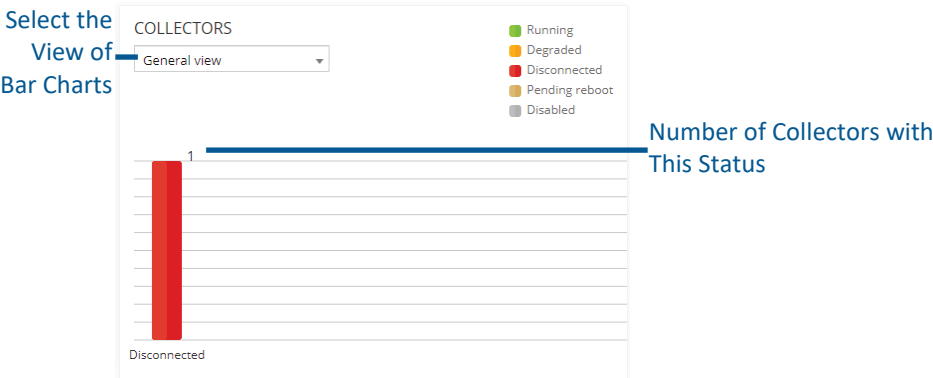 Select the
View of
Bar Charts
COLLECTORS
General view
Running
Degraded
Disconnected
Pending reboot
Disabled
1
Number of Collectors with
This Status
Disconnected